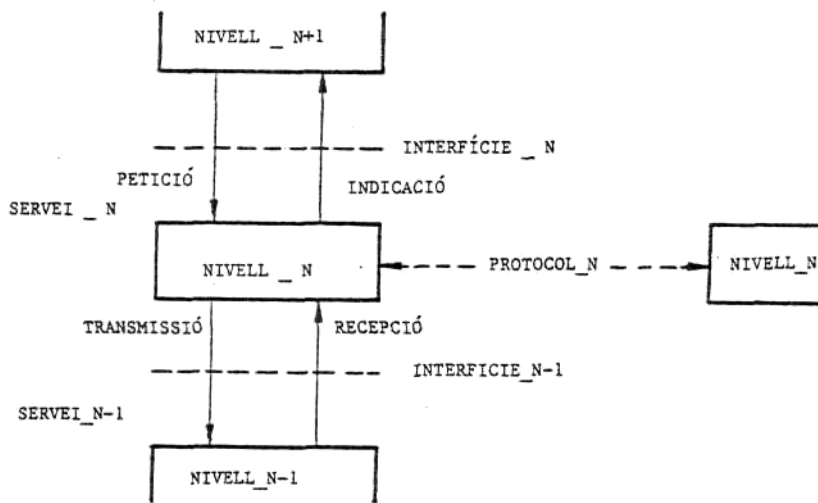 NIVELL _ N+1
INTERFÍCIE _ N
PETICIÓ
INDICACIÓ
SERVEI _ N
NIVELL _ N
PROTOCOL_N
NIVELL_N
TRANSMISSIÓ
RECEPCIÓ
INTERFICIE_N-1
SERVEI_N-1
NIVELL_N-1